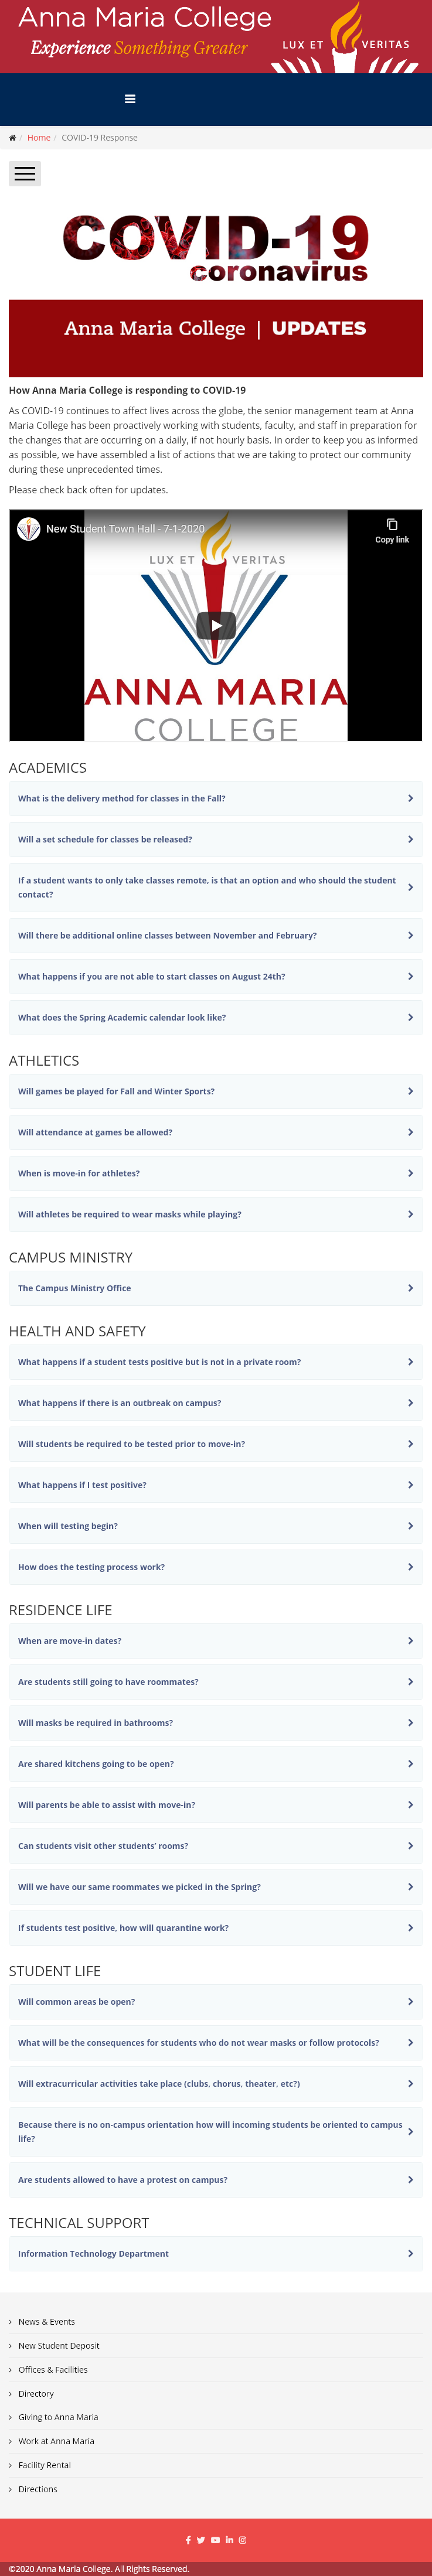 Anna Maria College
Experience Something Greater
LUX ET VERITAS
/ Home / COVID-19 Response
COVID-19
coronavirus
Anna Maria College | UPDATES
How Anna Maria College is responding to COVID-19
As COVID-19 continues to affect lives across the globe, the senior management team at Anna
Maria College has been proactively working with students, faculty, and staff in preparation for
the changes that are occurring on a daily, if not hourly basis. In order to keep you as informed
as possible, we have assembled a list of actions that we are taking to protect our community
during these unprecedented times.
Please check back often for updates.
New Student Town Hall - 7-1-2020
Copy link
LUX ET VERITAS
ANNA MARIA
COLLEGE
ACADEMICS
What is the delivery method for classes in the Fall?
Will a set schedule for classes be released?
If a student wants to only take classes remote, is that an option and who should the student
contact?
Will there be additional online classes between November and February?
What happens if you are not able to start classes on August 24th?
What does the Spring Academic calendar look like?
ATHLETICS
Will games be played for Fall and Winter Sports?
Will attendance at games be allowed?
When is move-in for athletes?
Will athletes be required to wear masks while playing?
CAMPUS MINISTRY
The Campus Ministry Office
HEALTH AND SAFETY
What happens if a student tests positive but is not in a private room?
What happens if there is an outbreak on campus?
Will students be required to be tested prior to move-in?
What happens if I test positive?
When will testing begin?
How does the testing process work?
RESIDENCE LIFE
When are move-in dates?
Are students still going to have roommates?
Will masks be required in bathrooms?
Are shared kitchens going to be open?
Will parents be able to assist with move-in?
Can students visit other students’ rooms?
Will we have our same roommates we picked in the Spring?
If students test positive, how will quarantine work?
STUDENT LIFE
Will common areas be open?
What will be the consequences for students who do not wear masks or follow protocols?
Will extracurricular activities take place (clubs, chorus, theater, etc?)
Because there is no on-campus orientation how will incoming students be oriented to campus
life?
Are students allowed to have a protest on campus?
TECHNICAL SUPPORT
Information Technology Department
News & Events
New Student Deposit
Offices & Facilities
Directory
Giving to Anna Maria
Work at Anna Maria
Facility Rental
Directions
©2020 Anna Maria College. All Rights Reserved.